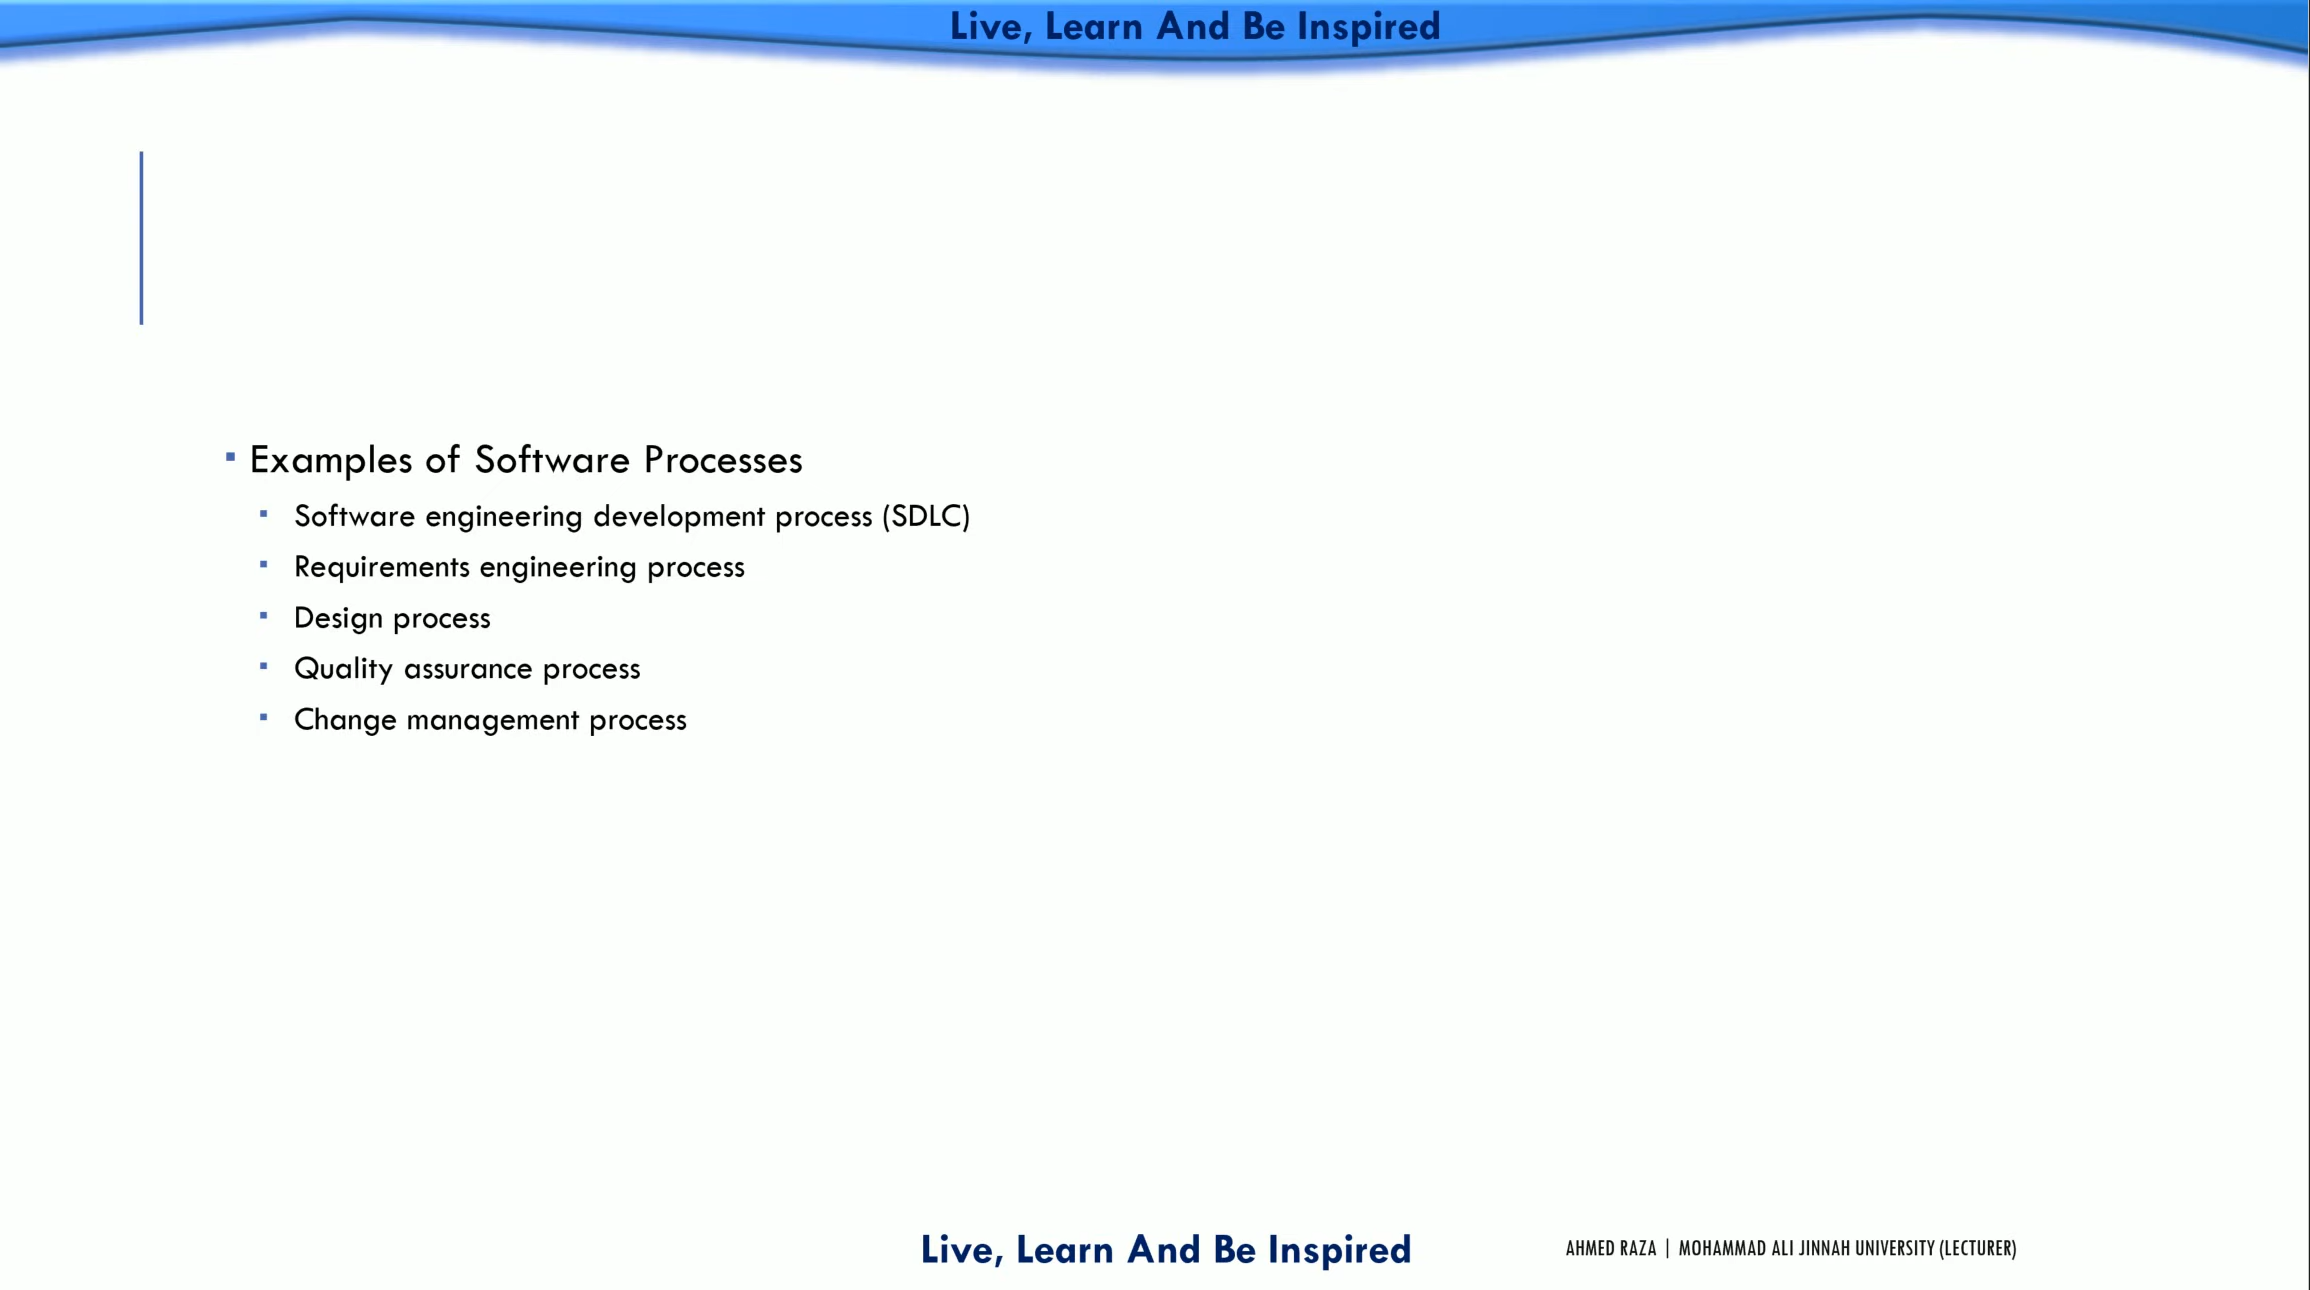 Live, Learn And Be Inspired
Examples of Software Processes
Software engineering development process (SDLC)
Requirements engineering process
Design process
Quality assurance process
Change management process
Live, Learn And Be Inspired
AHMED RAZA | MOHAMMAD ALI JINNAH UNIVERSITY (LECTURER)